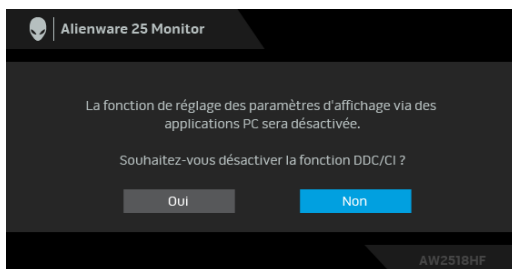 Alienware 25 Monitor
La fonction de réglage des paramètres d'affichage via des
applications PC sera désactivée.
Souhaitez-vous désactiver la fonction DDC/CI ?
Oui
Non
AW2518HF